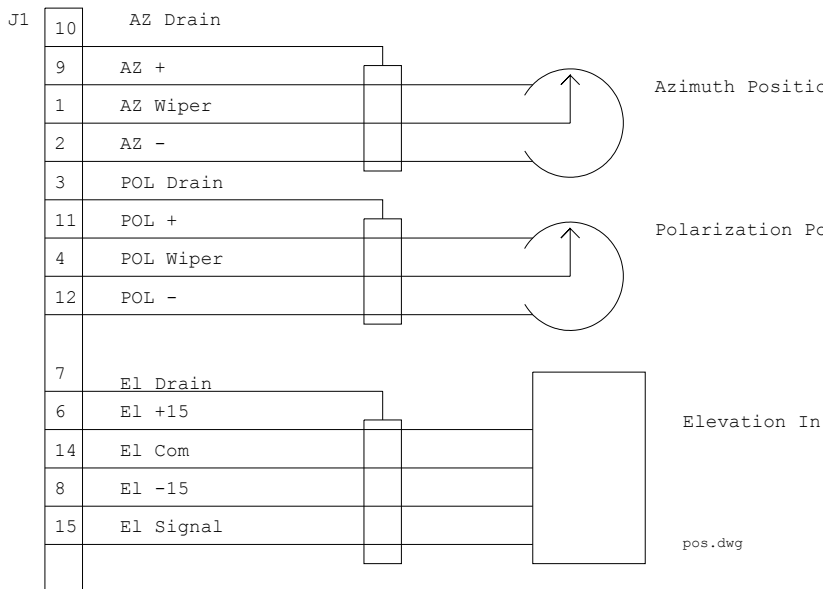 J1 10 AZ Drain
9 AZ +
Azimuth Positio
1 AZ Wiper
2 AZ -
3 POL Drain
11 POL +
Polarization Po
4 POL Wiper
12 POL -
7 El Drain
6 El +15
Elevation In
14 El Com
8 El -15
15 El Signal
pos.dwg